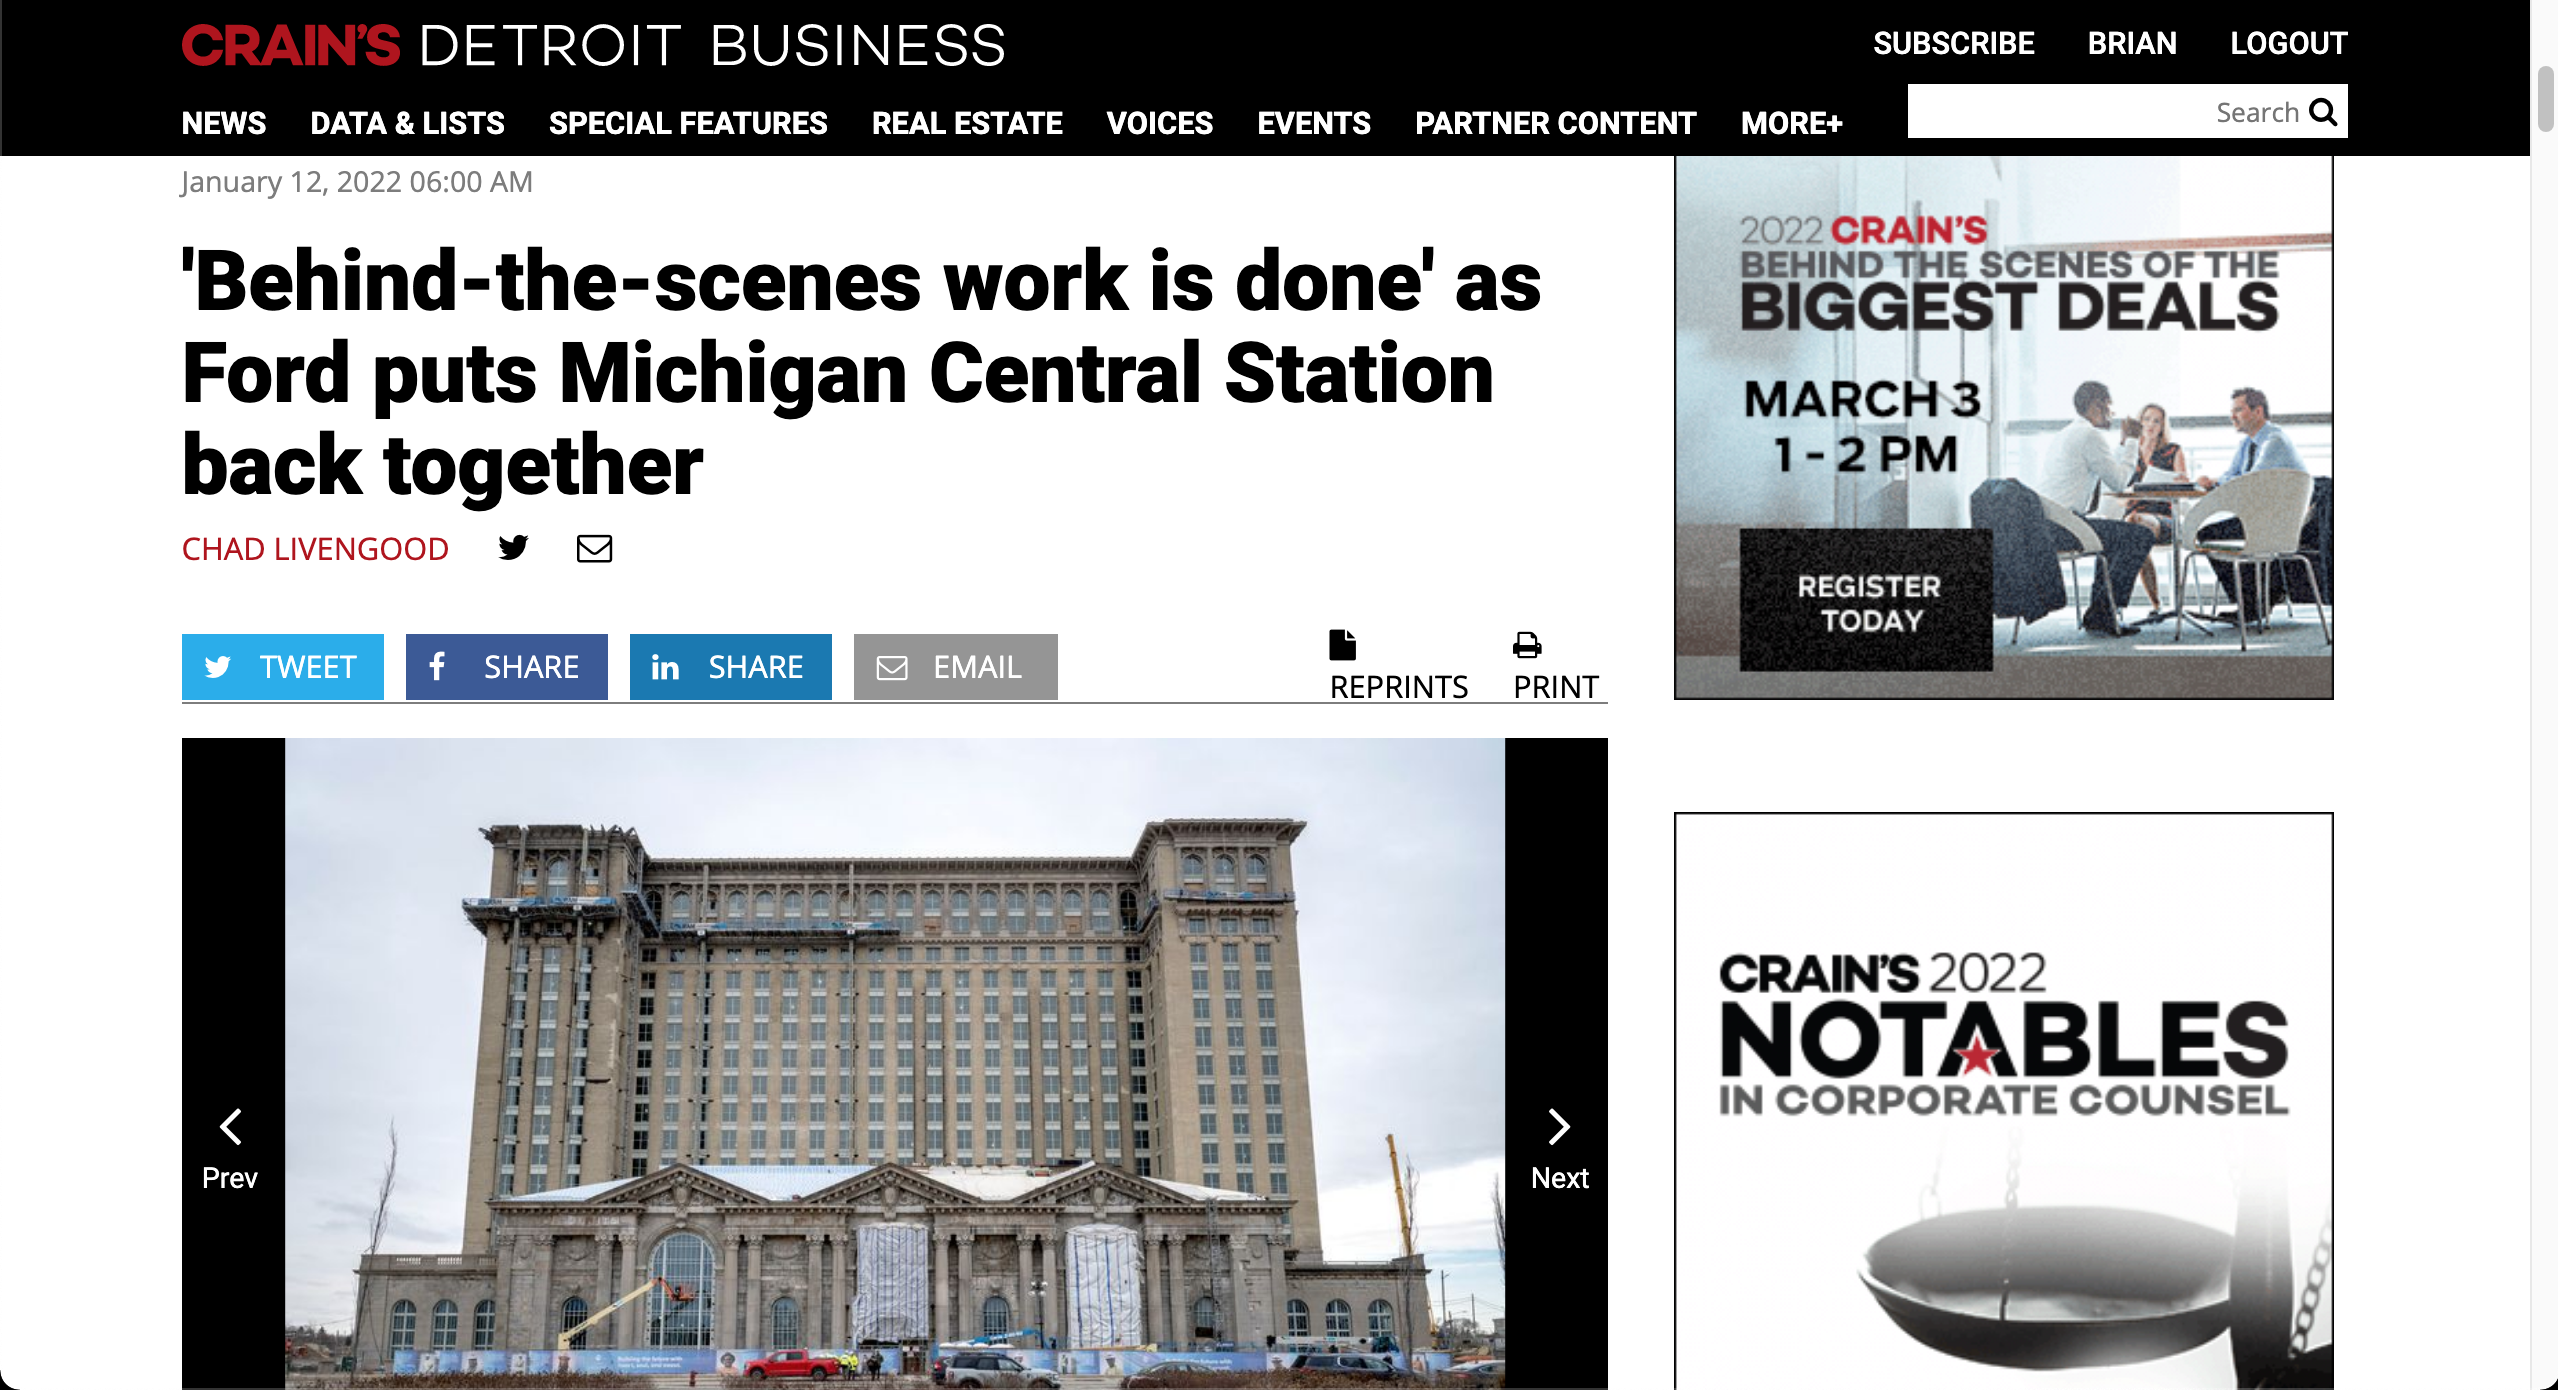 CRAIN'S DETROIT BUSINESS
SUBSCRIBE BRIAN LOGOUT
NEWS DATA & LISTS SPECIAL FEATURES REAL ESTATE VOICES EVENTS PARTNER CONTENT MORE+
Search
January 12, 2022 06:00 AM
'Behind-the-scenes work is done' as
Ford puts Michigan Central Station
back together
CHAD LIVENGOOD
TWEET
SHARE
SHARE
EMAIL
REPRINTS
PRINT
Prev
Next
2022 CRAIN'S
BEHIND THE SCENES OF THE
BIGGEST DEALS
MARCH 3
1 - 2 PM
REGISTER
TODAY
CRAIN'S 2022
NOTABLES
IN CORPORATE COUNSEL